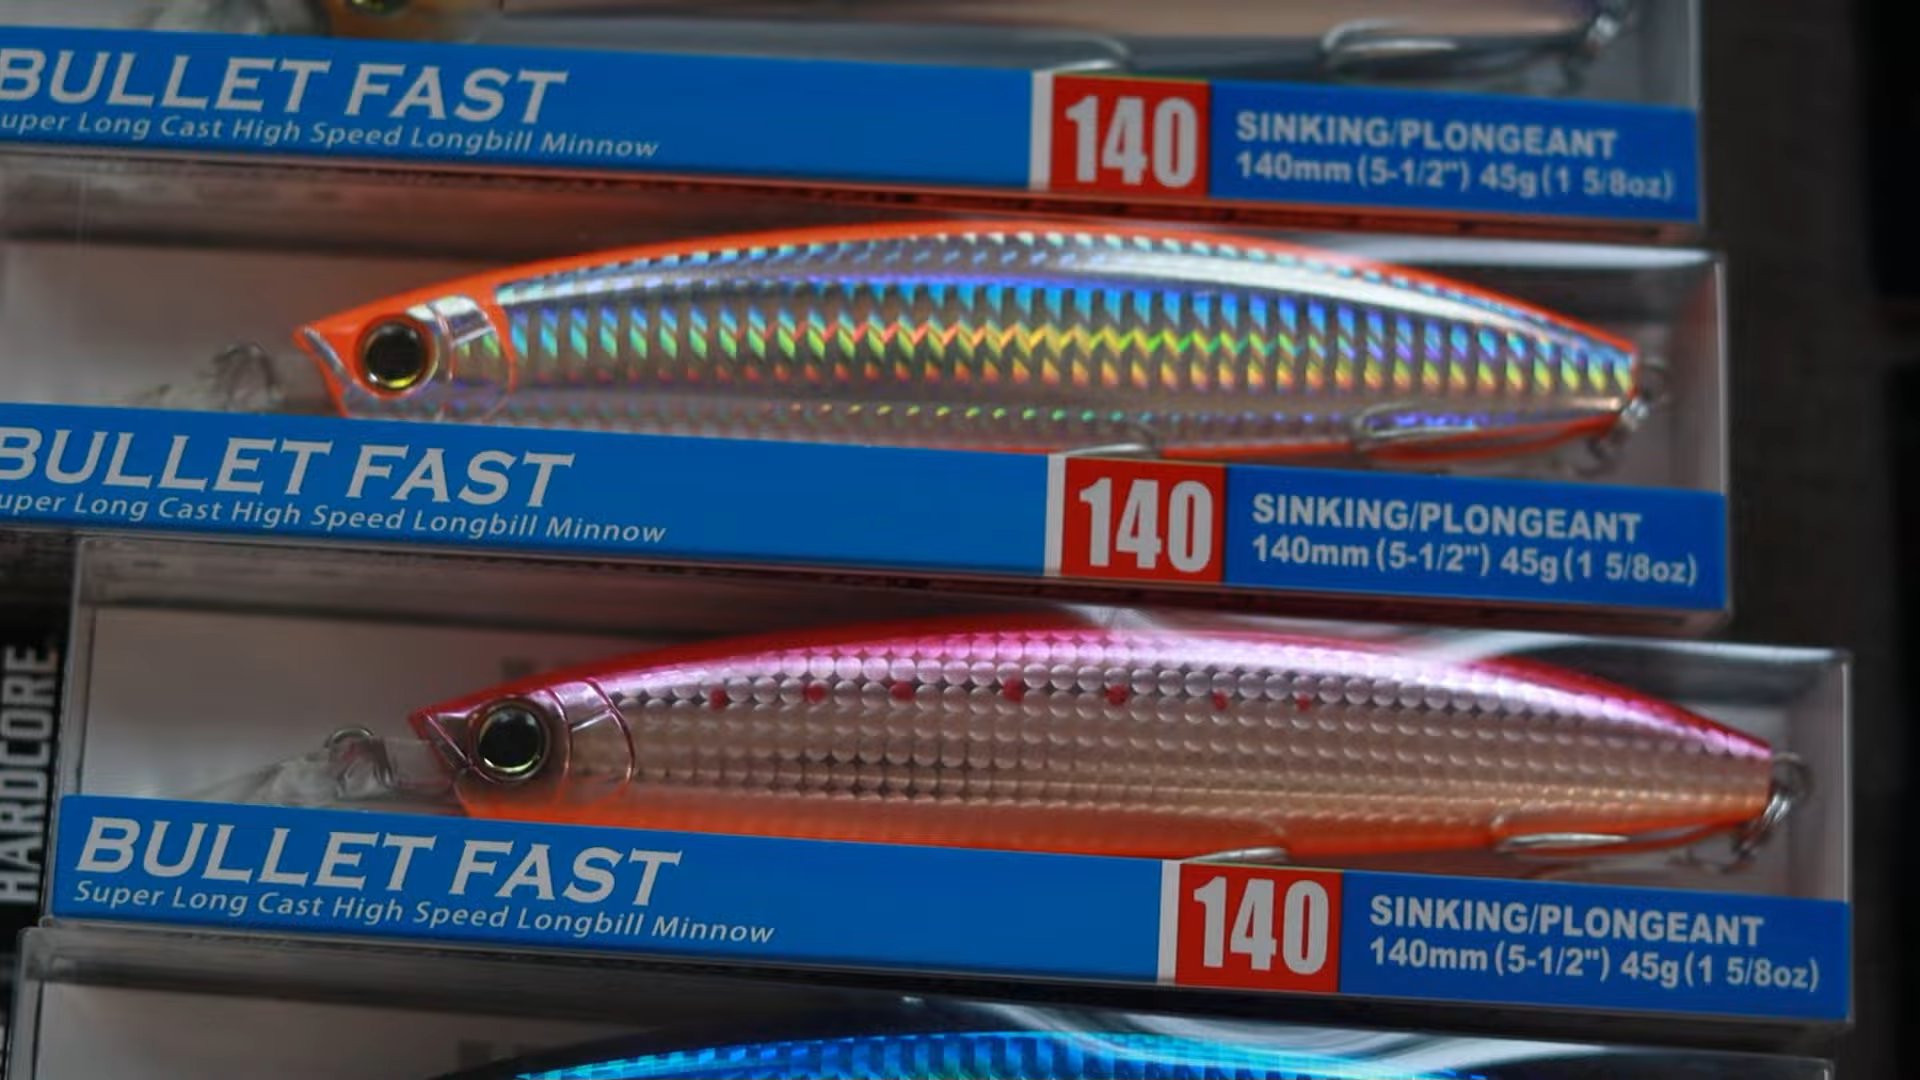 BULLET FAST
uper Long Cast High Speed Longbill Minnow
140
SINKING/PLONGEANT
140mm (5-1/2") 45g (1 5/8oz)
BULLET FAST
uper Long Cast High Speed Longbill Minnow
140
SINKING/PLONGEANT
140mm (5-1/2") 45g (1 5/8oz)
HARDCORE
BULLET FAST
Super Long Cast High Speed Longbill Minnow
140
SINKING/PLONGEANT
140mm (5-1/2") 45g (1 5/8oz)